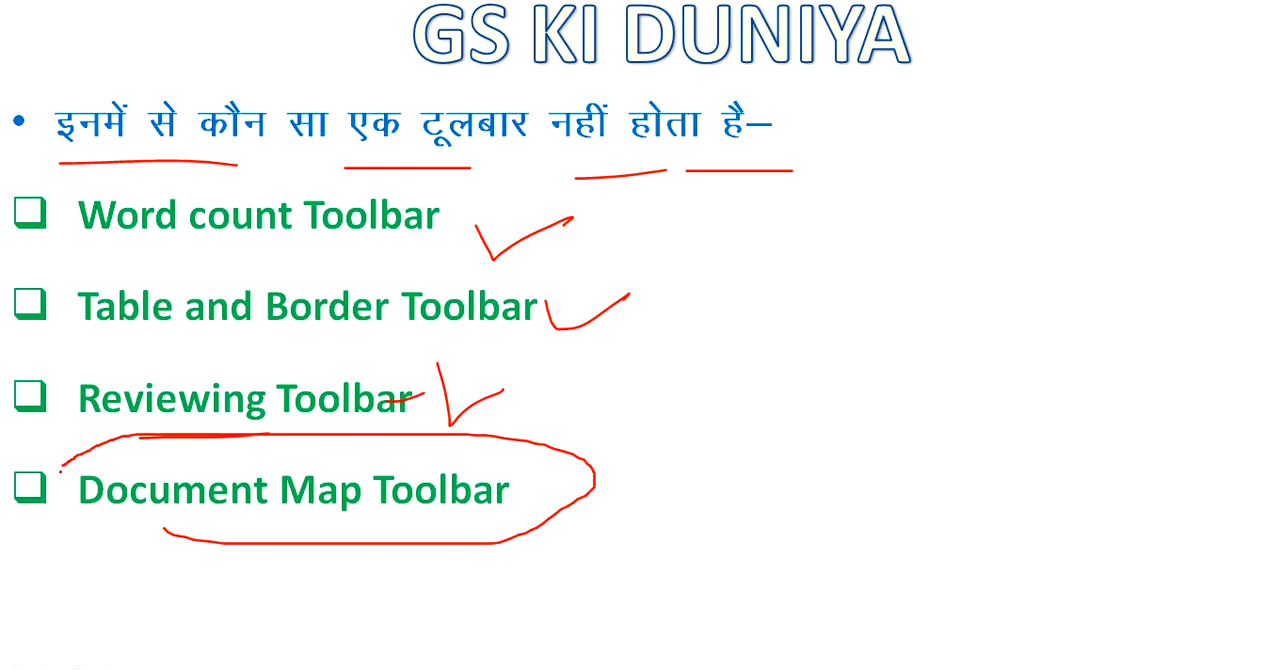 GS KI DUNIYA
• इनमें से कौन सा एक टूलबार नहीं होता है–
❑ Word count Toolbar
❑ Table and Border Toolbar
❑ Reviewing Toolbar
❑ Document Map Toolbar